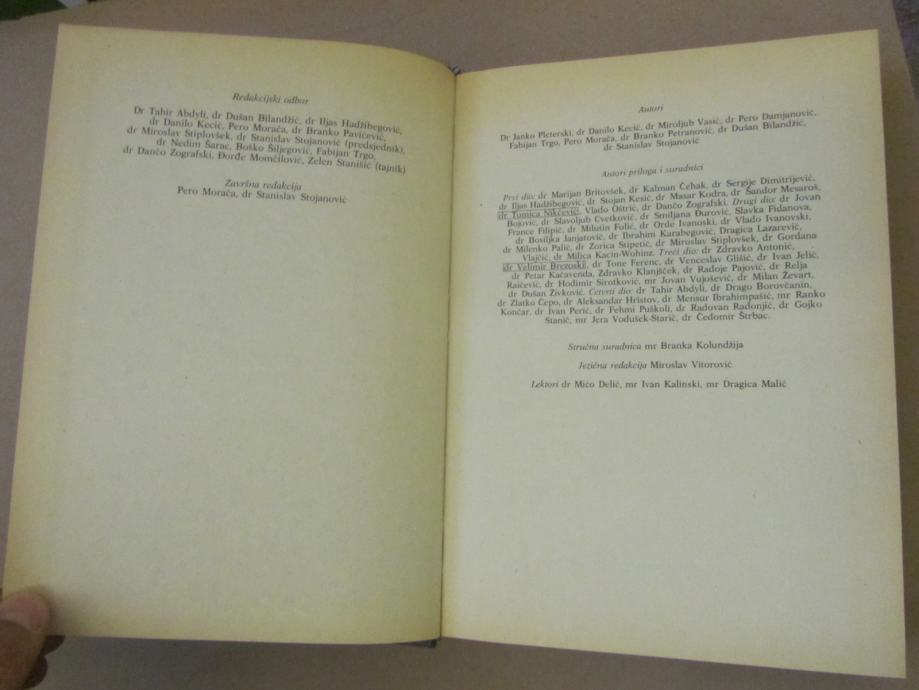 Redakcijski odbor
Dr Tahir Abdyli, dr Dušan Bilandžić, dr Iljas Hadžibegović,
dr Danilo Kecić, Pero Morača, dr Branko Pavićević,
dr Miroslav Stiplovšek, dr Stanislav Stojanović (predsjednik),
dr Nedim Šarac, Boško Šiljegović, Fabijan Trgo,
dr Dančo Zografski, Đorđe Momčilović, Zelen Stanišić (tajnik)
Završna redakcija
Pero Morača, dr Stanislav Stojanović
Autori
Dr Janko Pleterski, dr Danilo Kecić, dr Miroljub Vasić, dr Pero Damjanović,
Fabijan Trgo, Pero Morača, dr Branko Petranović, dr Dušan Bilandžić,
dr Stanislav Stojanović
Autori priloga i suradnici
Prvi dio: dr Marijan Britovšek, dr Kalman Čehak, dr Sergije Dimitrijević,
dr Iljas Hadžibegović, dr Stojan Kesić, dr Masar Kodra, dr Šandor Mesaroš,
dr Tomica Nikčević, Vlado Oštrić, dr Dančo Zografski. Drugi dio: dr Jovan
Bojović, dr Slavoljub Cvetković, dr Smiljana Đurović, Slavka Fidanova,
France Filipič, dr Milutin Folić, dr Orde Ivanoski, dr Vlado Ivanovski,
dr Bosiljka Janjatović, dr Ibrahim Karabegović, Dragica Lazarević,
dr Milenko Palić, dr Zorica Stipetić, dr Miroslav Stiplovšek, dr Gordana
Vlajčić, dr Milica Kacin-Wohinz. Treći dio: dr Zdravko Antonić,
dr Velimir Brezoski, dr Tone Ferenc, dr Venceslav Glišić, dr Ivan Jelić,
dr Petar Kačavenda, Zdravko Klanjšček, dr Radoje Pajović, dr Relja
Raičević, dr Hodimir Sirotković, mr Jovan Vujošević, dr Milan Ževart,
dr Dušan Živković. Četvrti dio: dr Tahir Abdyli, dr Drago Borovčanin,
dr Zlatko Čepo, dr Aleksandar Hristov, dr Mensur Ibrahimpašić, mr Ranko
Končar, dr Ivan Perić, dr Fehmi Puškoli, dr Radovan Radonjić, dr Gojko
Stanič, mr Jera Vodušek-Starič, dr Čedomir Štrbac.
Stručna suradnica mr Branka Kolundžija
Jezična redakcija Miroslav Vitorović
Lektori dr Mićo Delić, mr Ivan Kalinski, mr Dragica Malić